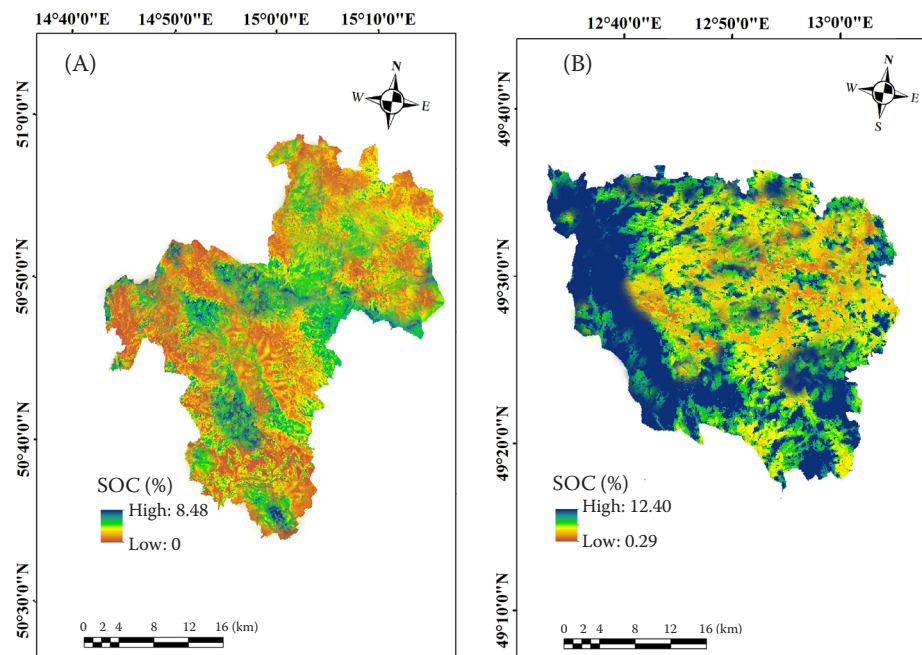 14°40'0"E 14°50'0"E 15°0'0"E 15°10'0"E
(A)
N
W E
51°0'0"N
50°50'0"N
50°40'0"N
50°30'0"N
SOC (%)
High: 8.48
Low: 0
0 2 4 8 12 16 (km)
12°40'0"E 12°50'0"E 13°0'0"E
(B)
N
W E
S
49°40'0"N
49°30'0"N
49°20'0"N
49°10'0"N
SOC (%)
High: 12.40
Low: 0.29
0 2 4 8 12 16 (km)